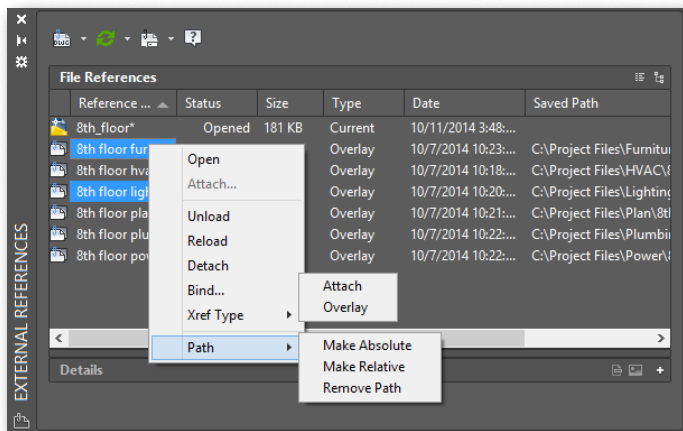 File References
Reference ... Status Size Type Date Saved Path
8th_floor* Opened 181 KB Current 10/11/2014 3:48:...
8th floor fur Overlay 10/7/2014 10:23:... C:\Project Files\Furnitu
8th floor hva Overlay 10/7/2014 10:18:... C:\Project Files\HVAC\8
8th floor ligh Overlay 10/7/2014 10:20:... C:\Project Files\Lighting
8th floor pla Overlay 10/7/2014 10:21:... C:\Project Files\Plan\8t
8th floor plu Overlay 10/7/2014 10:22:... C:\Project Files\Plumbi
8th floor po Overlay 10/7/2014 10:22:... C:\Project Files\Power\
Open
Attach...
Unload
Reload
Detach
Bind...
Xref Type
Path
Attach
Overlay
Make Absolute
Make Relative
Remove Path
Details
EXTERNAL REFERENCES